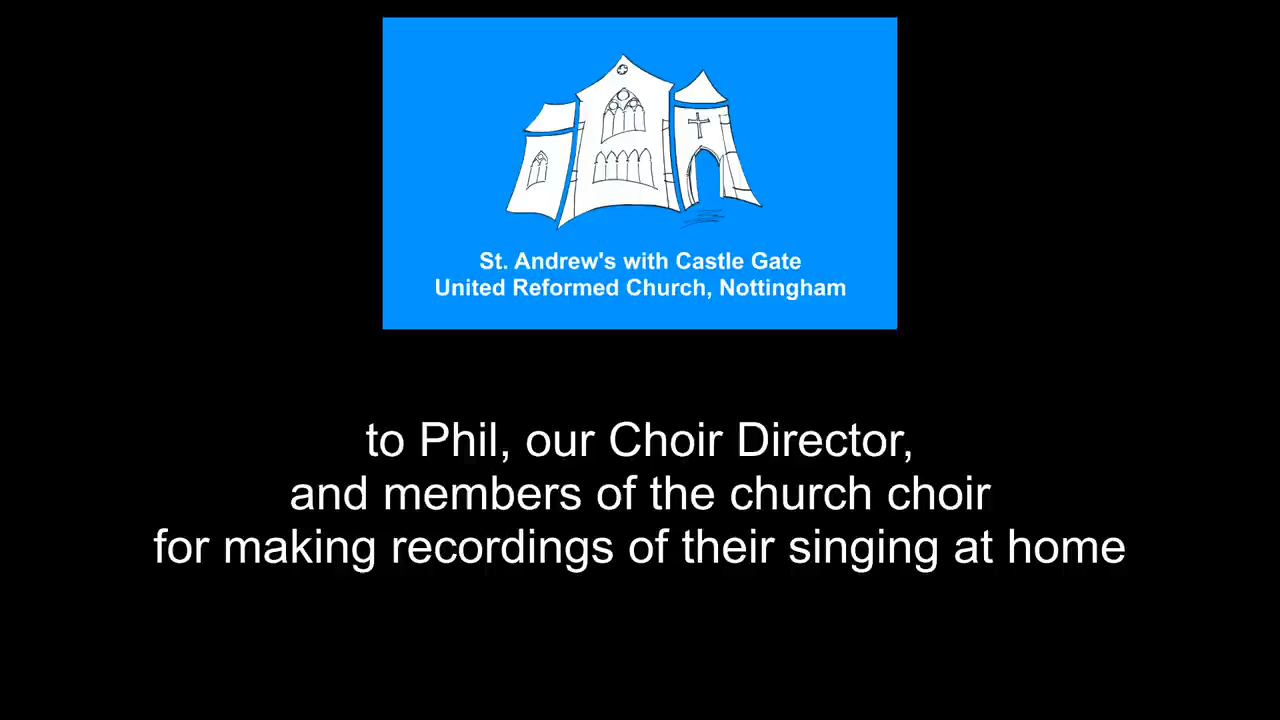 St. Andrew's with Castle Gate
United Reformed Church, Nottingham
to Phil, our Choir Director,
and members of the church choir
for making recordings of their singing at home